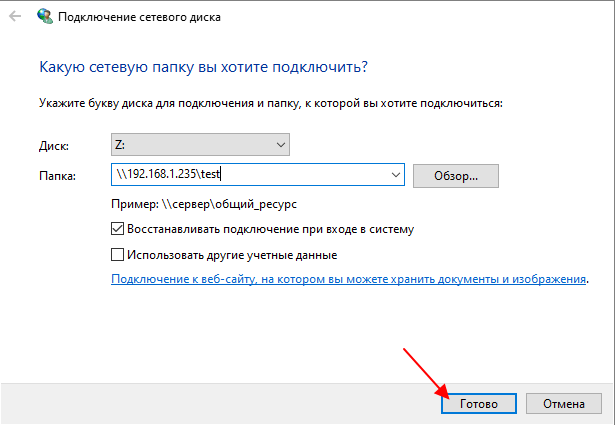 Подключение сетевого диска
Какую сетевую папку вы хотите подключить?
Укажите букву диска для подключения и папку, к которой вы хотите подключиться:
Диск: Z:
Папка: \\192.168.1.235\test Обзор...
Пример: \\сервер\общий_ресурс
Восстанавливать подключение при входе в систему
Использовать другие учетные данные
Подключение к веб-сайту, на котором вы можете хранить документы и изображения.
Готово Отмена